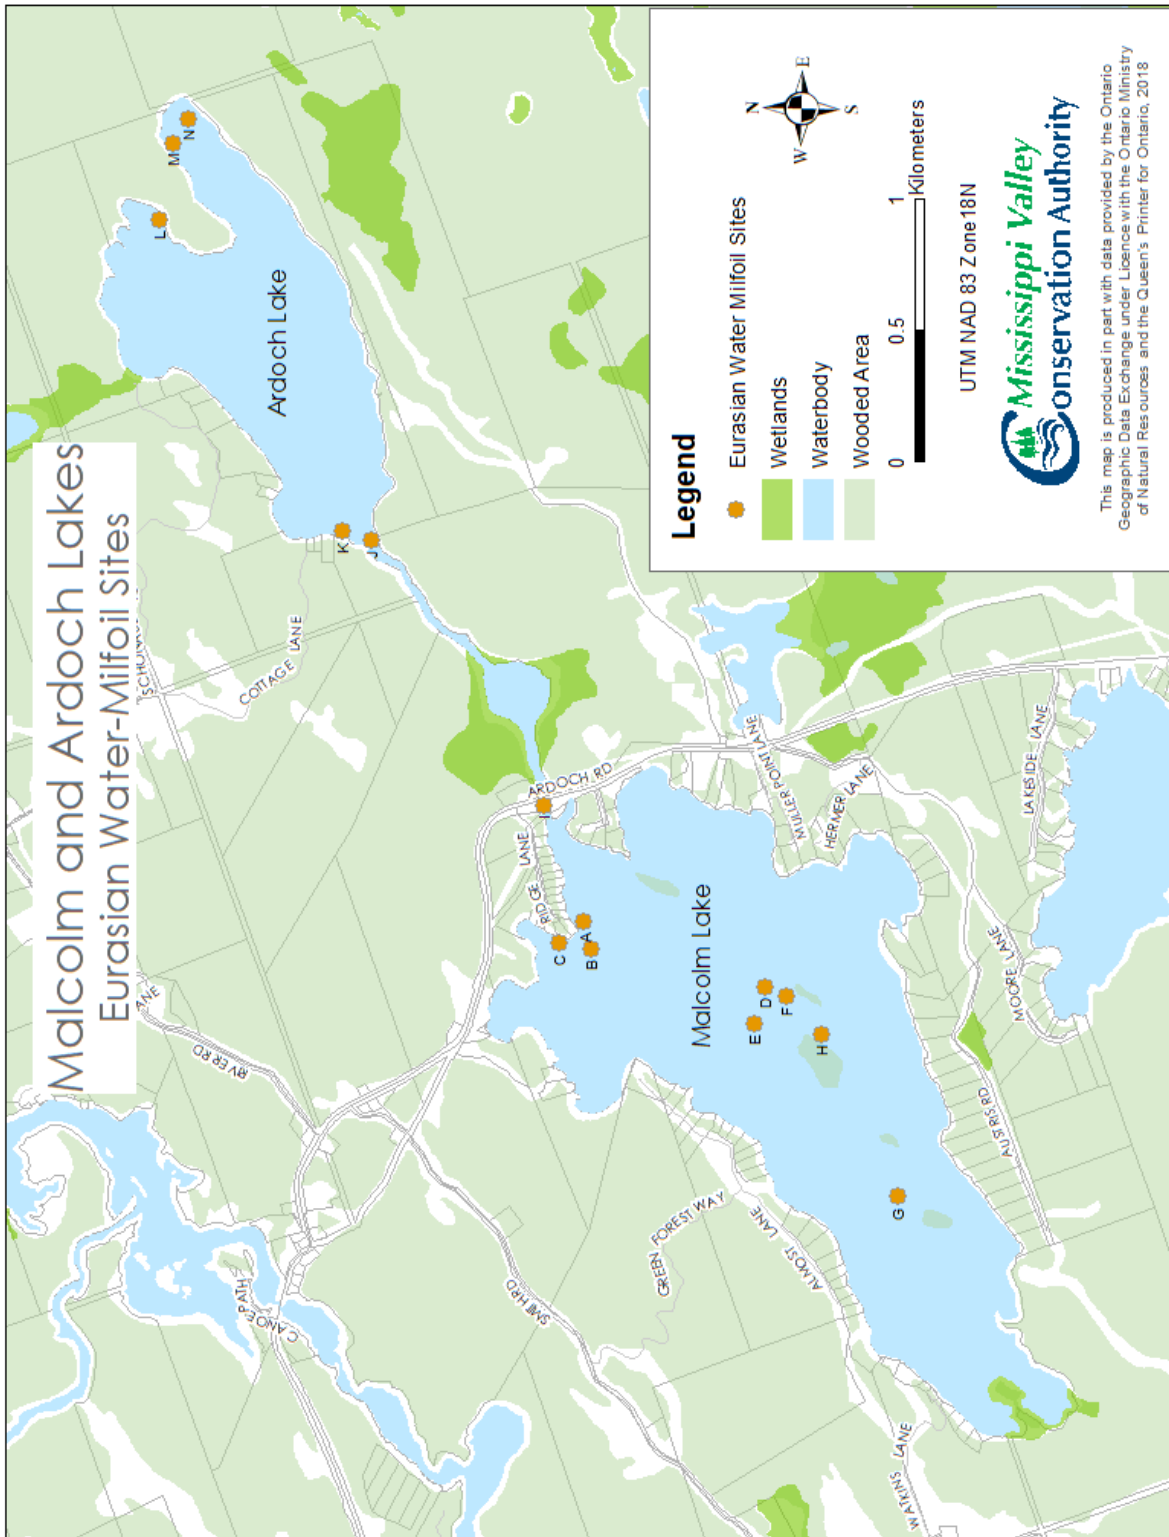 Malcolm and Ardoch Lakes
Eurasian Water-Milfoil Sites
RIVER RD
COTTAGE LANE
CANOE PATH
SMITH RD
GREEN FOREST WAY
ALMOST LANE
WATKINS LANE
RIDGE LANE
ARDOCH RD
MULLER POINT LANE
HERMER LANE
LAKESIDE LANE
MOORE LANE
AUSTRIS RD
Ardoch Lake
Malcolm Lake
A
B
C
D
E
F
G
H
I
J
K
L
M
N
Legend
Eurasian Water Milfoil Sites
Wetlands
Waterbody
Wooded Area
N
W E
S
0 0.5 1
Kilometers
UTM NAD 83 Zone18N
Mississippi Valley
Conservation Authority
This map is produced in part with data provided by the Ontario
Geographic Data Exchange under Licence with the Ontario Ministry
of Natural Resources and the Queen's Printer for Ontario, 2018